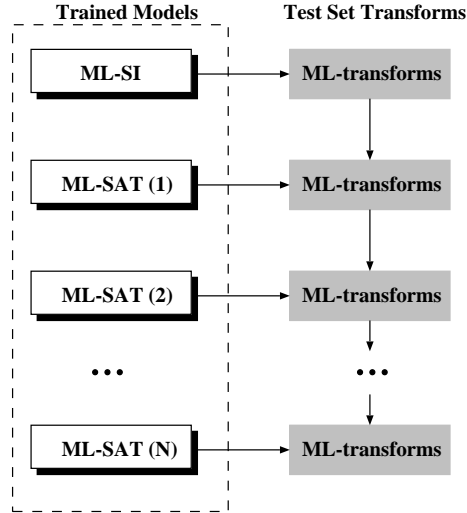 Trained Models
Test Set Transforms
ML-SI
ML-transforms
ML-SAT (1)
ML-transforms
ML-SAT (2)
ML-transforms
...
...
ML-SAT (N)
ML-transforms